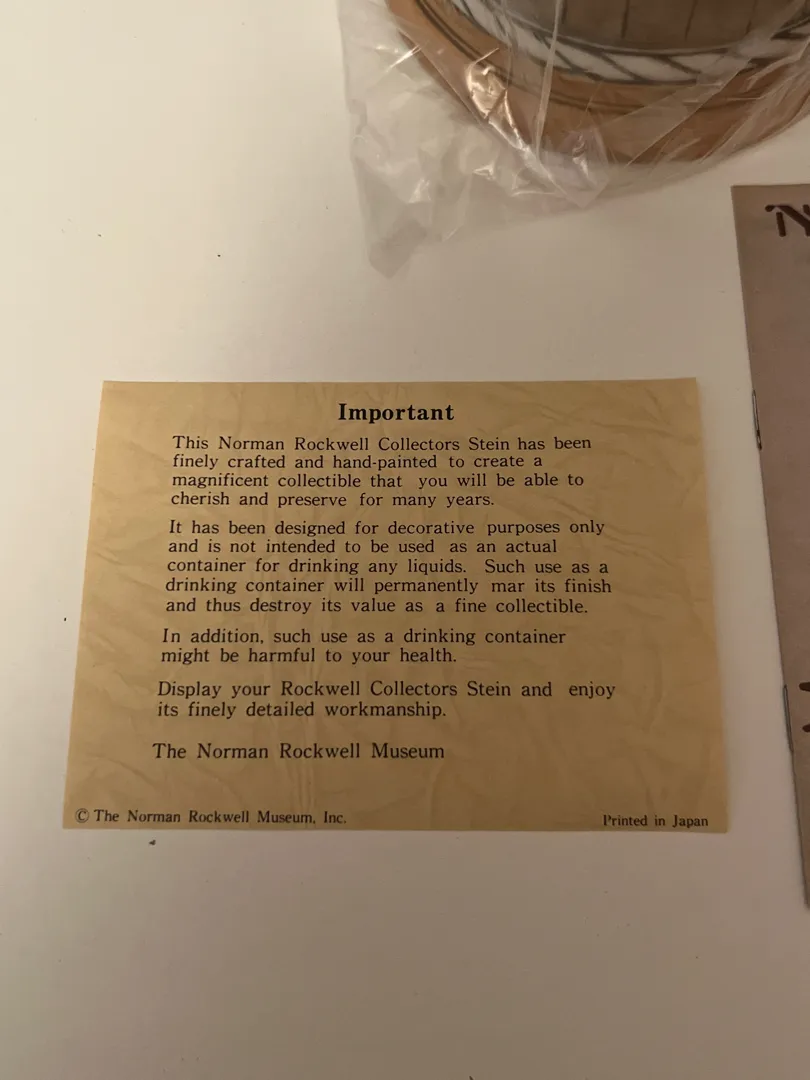 Important
This Norman Rockwell Collectors Stein has been
finely crafted and hand-painted to create a
magnificent collectible that you will be able to
cherish and preserve for many years.
It has been designed for decorative purposes only
and is not intended to be used as an actual
container for drinking any liquids. Such use as a
drinking container will permanently mar its finish
and thus destroy its value as a fine collectible.
In addition, such use as a drinking container
might be harmful to your health.
Display your Rockwell Collectors Stein and enjoy
its finely detailed workmanship.
The Norman Rockwell Museum
© The Norman Rockwell Museum, Inc.
Printed in Japan